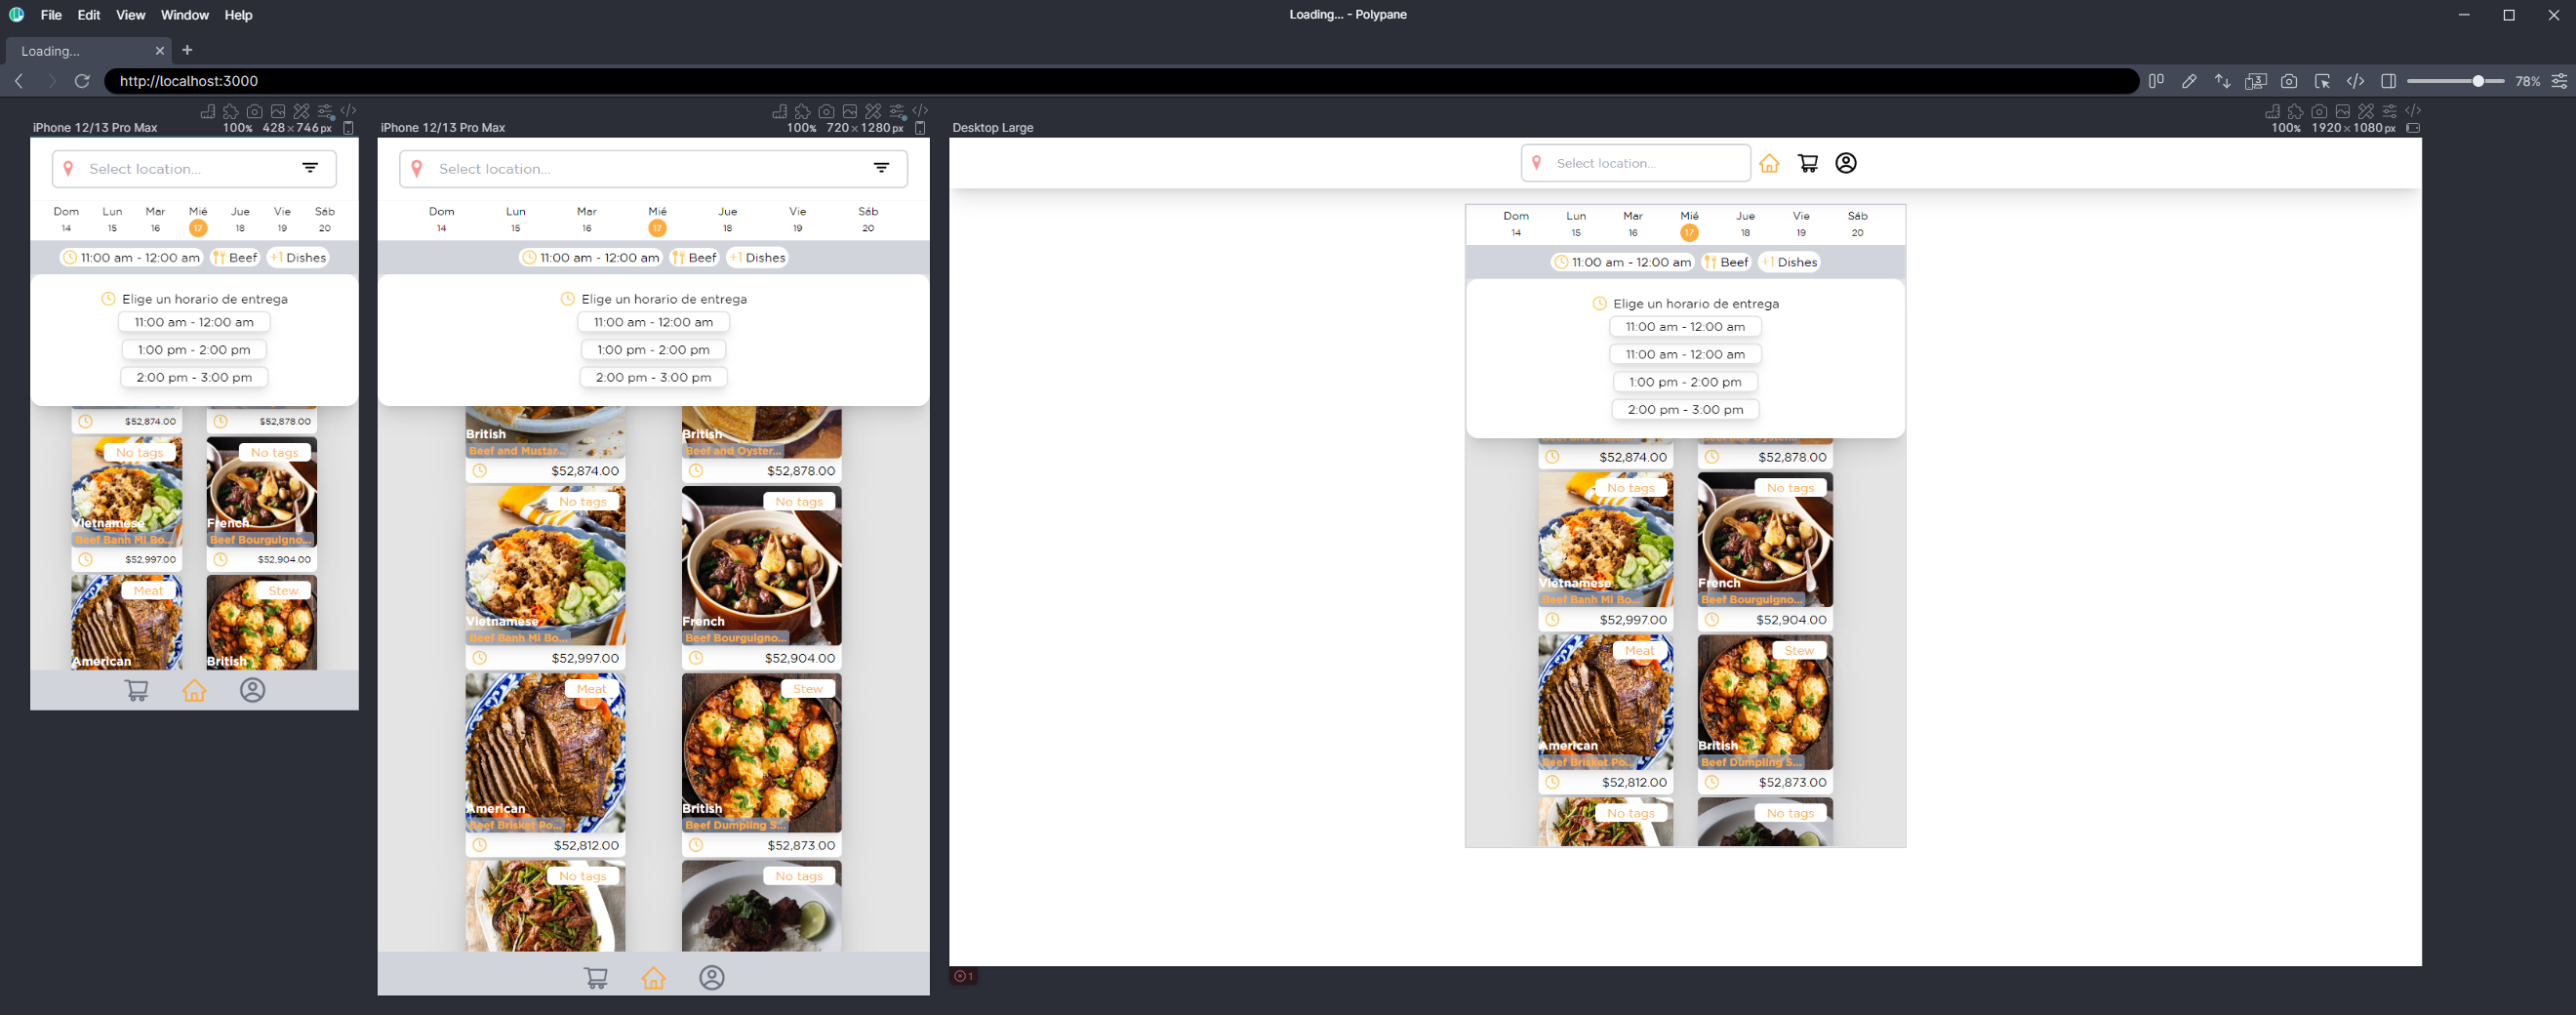 File Edit View Window Help
Loading... - Polypane
Loading...
http://localhost:3000
78%
iPhone 12/13 Pro Max
100% 428×746px
Select location...
Dom Lun Mar Mié Jue Vie Sáb
14 15 16 17 18 19 20
11:00 am - 12:00 am Beef +1 Dishes
Elige un horario de entrega
11:00 am - 12:00 am
1:00 pm - 2:00 pm
2:00 pm - 3:00 pm
$52,874.00 $52,878.00
No tags No tags
Vietnamese French
Beef Banh Mi Bo... Beef Bourguigno...
$52,997.00 $52,904.00
Meat Stew
American British
iPhone 12/13 Pro Max
100% 720×1280px
Select location...
Dom Lun Mar Mié Jue Vie Sáb
14 15 16 17 18 19 20
11:00 am - 12:00 am Beef +1 Dishes
Elige un horario de entrega
11:00 am - 12:00 am
1:00 pm - 2:00 pm
2:00 pm - 3:00 pm
British British
Beef and Mustar... Beef and Oyster...
$52,874.00 $52,878.00
No tags No tags
Vietnamese French
Beef Banh Mi Bo... Beef Bourguigno...
$52,997.00 $52,904.00
Meat Stew
American British
Beef Brisket Po... Beef Dumpling S...
$52,812.00 $52,873.00
No tags No tags
Desktop Large
100% 1920×1080px
Select location...
Dom Lun Mar Mié Jue Vie Sáb
14 15 16 17 18 19 20
11:00 am - 12:00 am Beef +1 Dishes
Elige un horario de entrega
11:00 am - 12:00 am
11:00 am - 12:00 am
1:00 pm - 2:00 pm
2:00 pm - 3:00 pm
$52,874.00 $52,878.00
No tags No tags
Vietnamese French
Beef Banh Mi Bo... Beef Bourguigno...
$52,997.00 $52,904.00
Meat Stew
American British
Beef Brisket Po... Beef Dumpling S...
$52,812.00 $52,873.00
No tags No tags
1